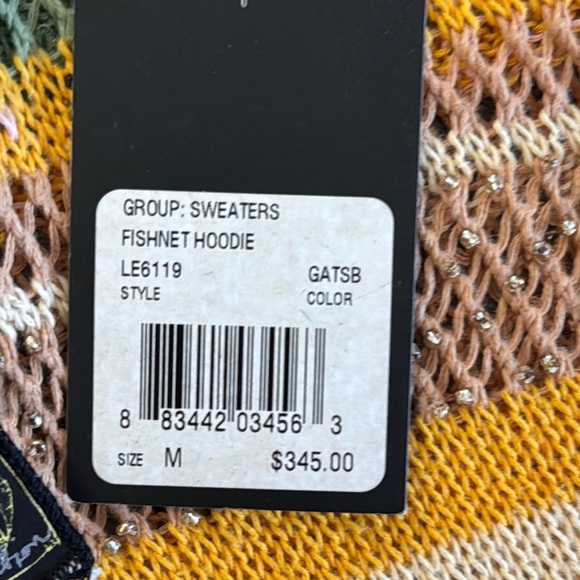 GROUP: SWEATERS
FISHNET HOODIE
LE6119 GATSB
STYLE COLOR
8 83442 03456 3
SIZE M $345.00